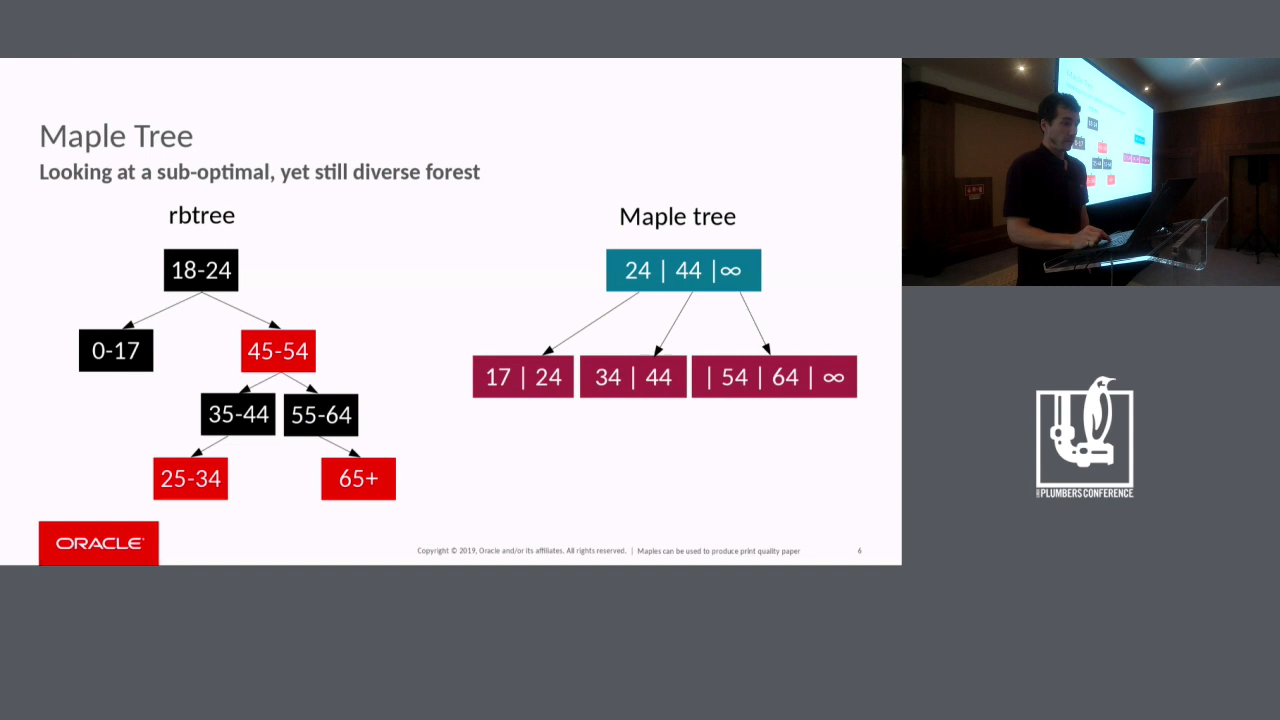 Maple Tree
Looking at a sub-optimal, yet still diverse forest
rbtree
Maple tree
18-24
24 | 44 |∞
0-17
45-54
17 | 24
34 | 44
| 54 | 64 | ∞
35-44
55-64
25-34
65+
ORACLE
Copyright © 2019, Oracle and/or its affiliates. All rights reserved. | Maples can be used to produce print quality paper
6
PLUMBERS CONFERENCE